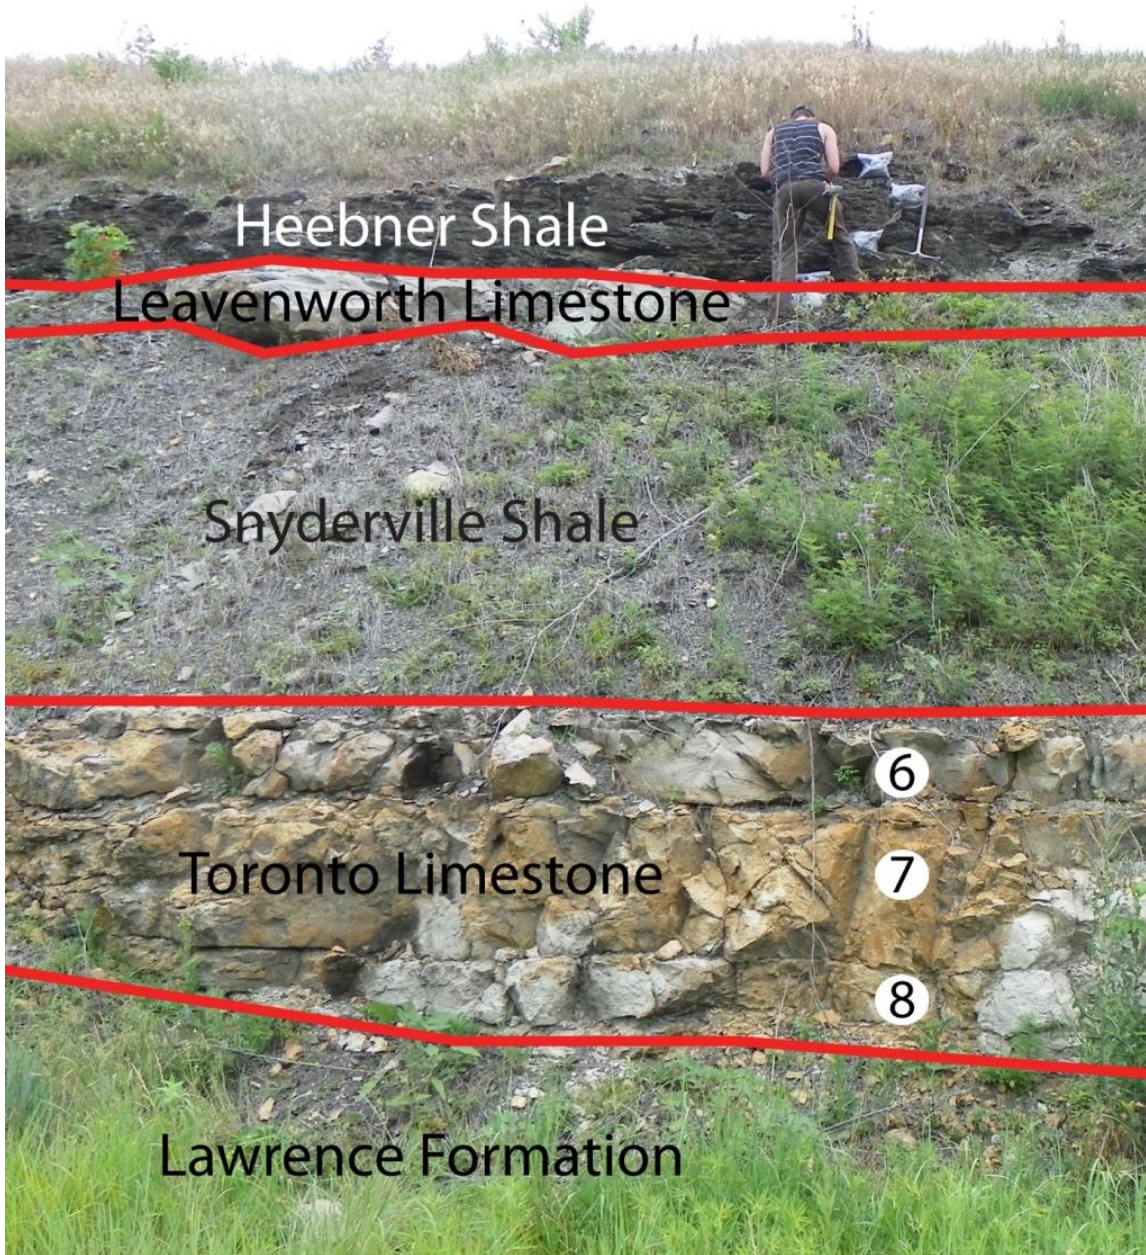 Heebner Shale
Leavenworth Limestone
Snyderville Shale
6
Toronto Limestone
7
8
Lawrence Formation